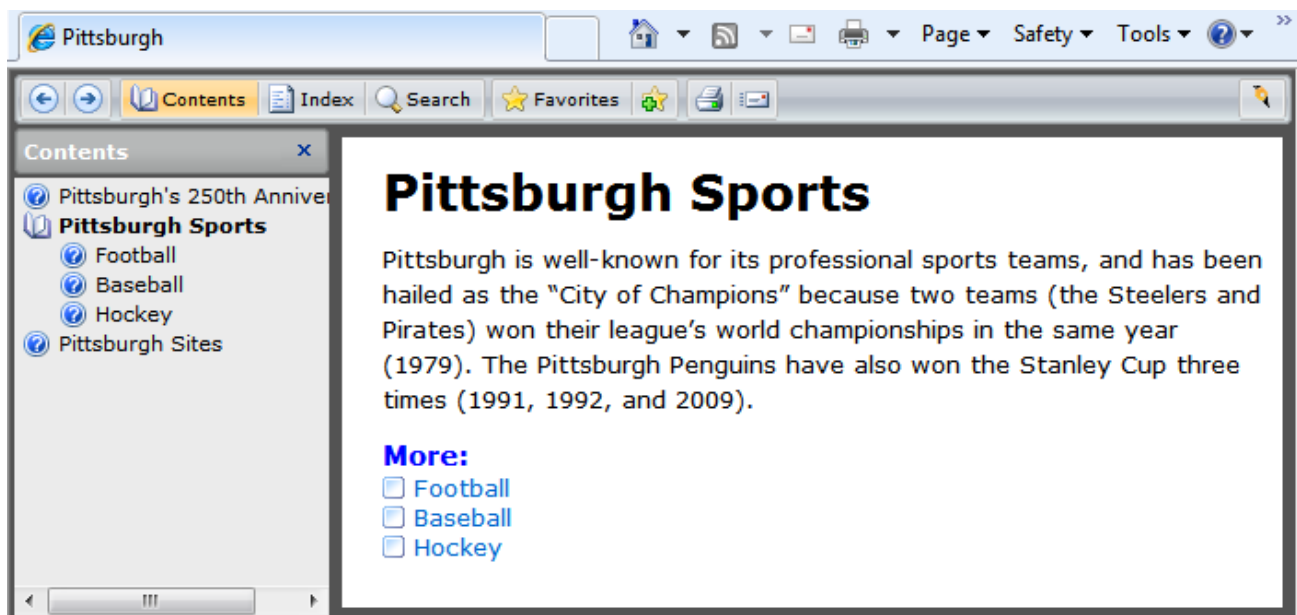 Pittsburgh
Page Safety Tools
Contents Index Search Favorites
Contents
Pittsburgh's 250th Anniver
Pittsburgh Sports
Football
Baseball
Hockey
Pittsburgh Sites
Pittsburgh Sports
Pittsburgh is well-known for its professional sports teams, and has been
hailed as the “City of Champions” because two teams (the Steelers and
Pirates) won their league’s world championships in the same year
(1979). The Pittsburgh Penguins have also won the Stanley Cup three
times (1991, 1992, and 2009).
More:
Football
Baseball
Hockey